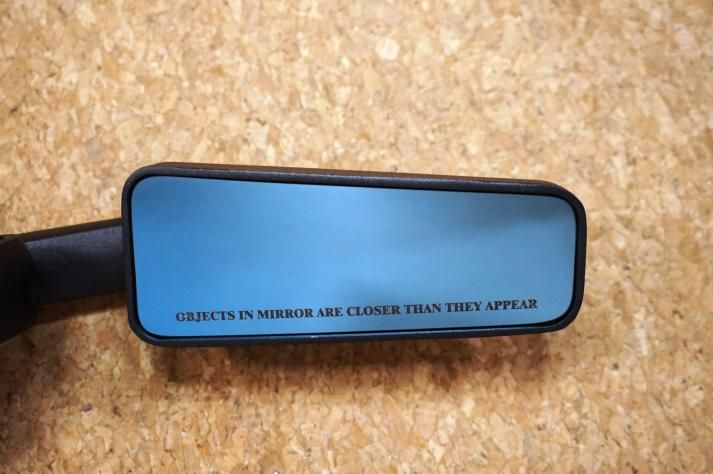 OBJECTS IN MIRROR ARE CLOSER THAN THEY APPEAR